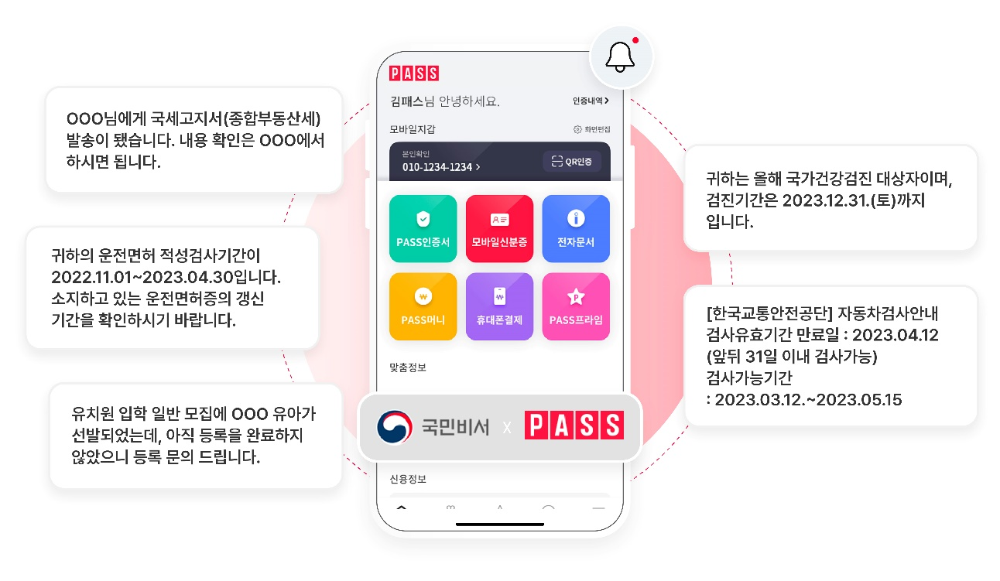 OOO님에게 국세고지서(종합부동산세)
발송이 됐습니다. 내용 확인은 OOO에서
하시면 됩니다.
귀하의 운전면허 적성검사기간이
2022.11.01~2023.04.30입니다.
소지하고 있는 운전면허증의 갱신
기간을 확인하시기 바랍니다.
유치원 입학 일반 모집에 OOO 유아가
선발되었는데, 아직 등록을 완료하지
않았으니 등록 문의 드립니다.
PASS
김패스님 안녕하세요.
인증내역
모바일지갑
화면편집
본인확인
010-1234-1234
QR인증
PASS인증서
모바일신분증
전자문서
PASS머니
휴대폰결제
PASS프라임
맞춤정보
국민비서 x PASS
신용정보
귀하는 올해 국가건강검진 대상자이며,
검진기간은 2023.12.31.(토)까지
입니다.
[한국교통안전공단] 자동차검사안내
검사유효기간 만료일 : 2023.04.12
(앞뒤 31일 이내 검사가능)
검사가능기간
: 2023.03.12.~2023.05.15